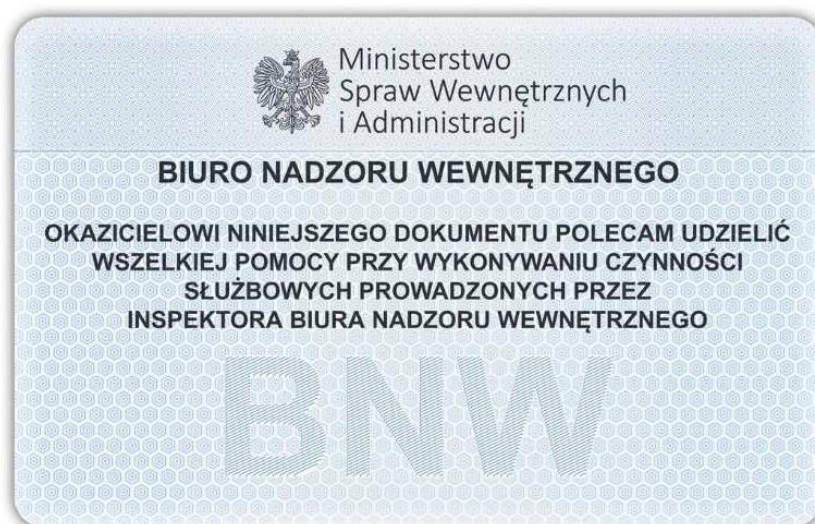 Ministerstwo
Spraw Wewnętrznych
i Administracji
BIURO NADZORU WEWNĘTRZNEGO
OKAZICIELOWI NINIEJSZEGO DOKUMENTU POLECAM UDZIELIĆ
WSZELKIEJ POMOCY PRZY WYKONYWANIU CZYNNOŚCI
SŁUŻBOWYCH PROWADZONYCH PRZEZ
INSPEKTORA BIURA NADZORU WEWNĘTRZNEGO
BNW